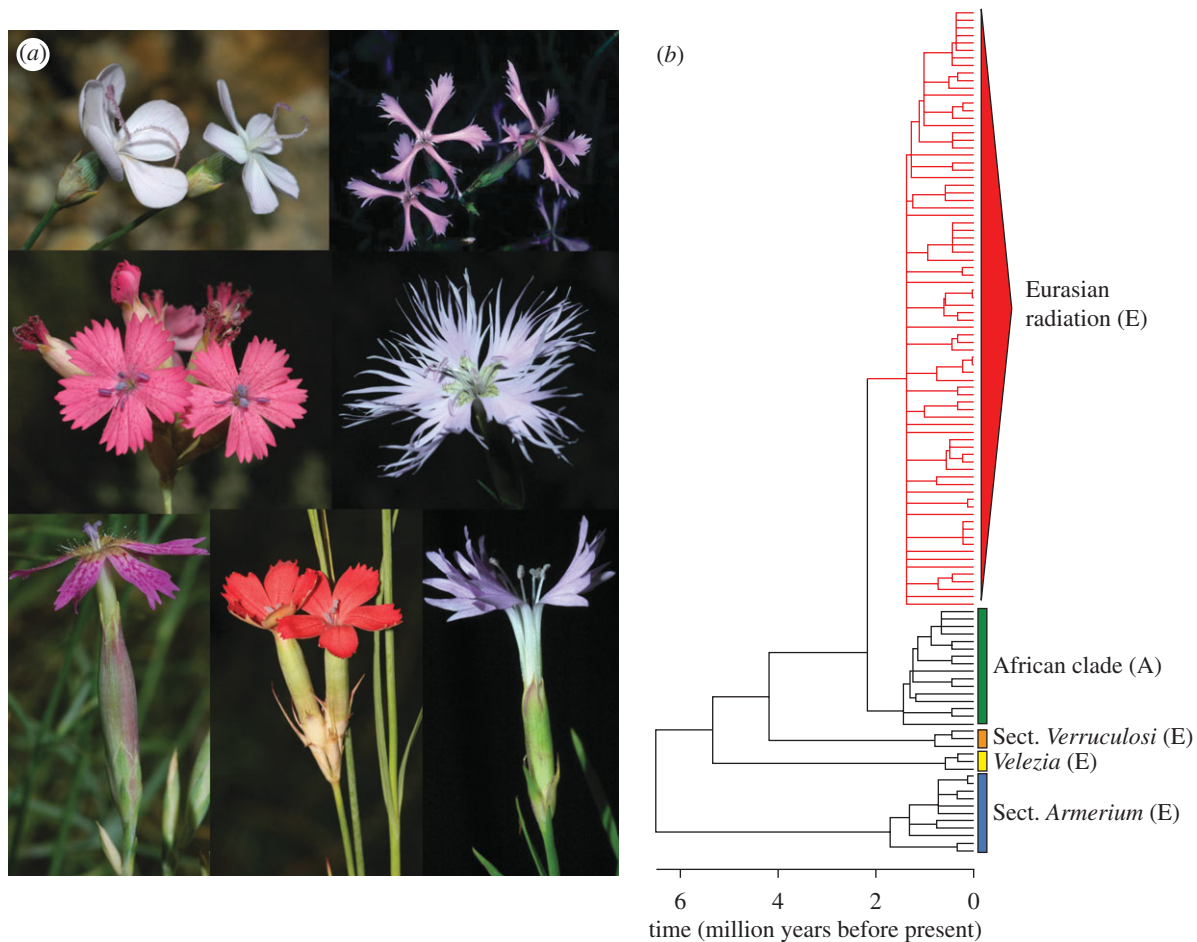 (a)
(b)
Eurasian
radiation (E)
African clade (A)
Sect. Verruculosi (E)
Velezia (E)
Sect. Armerium (E)
6 4 2 0
time (million years before present)